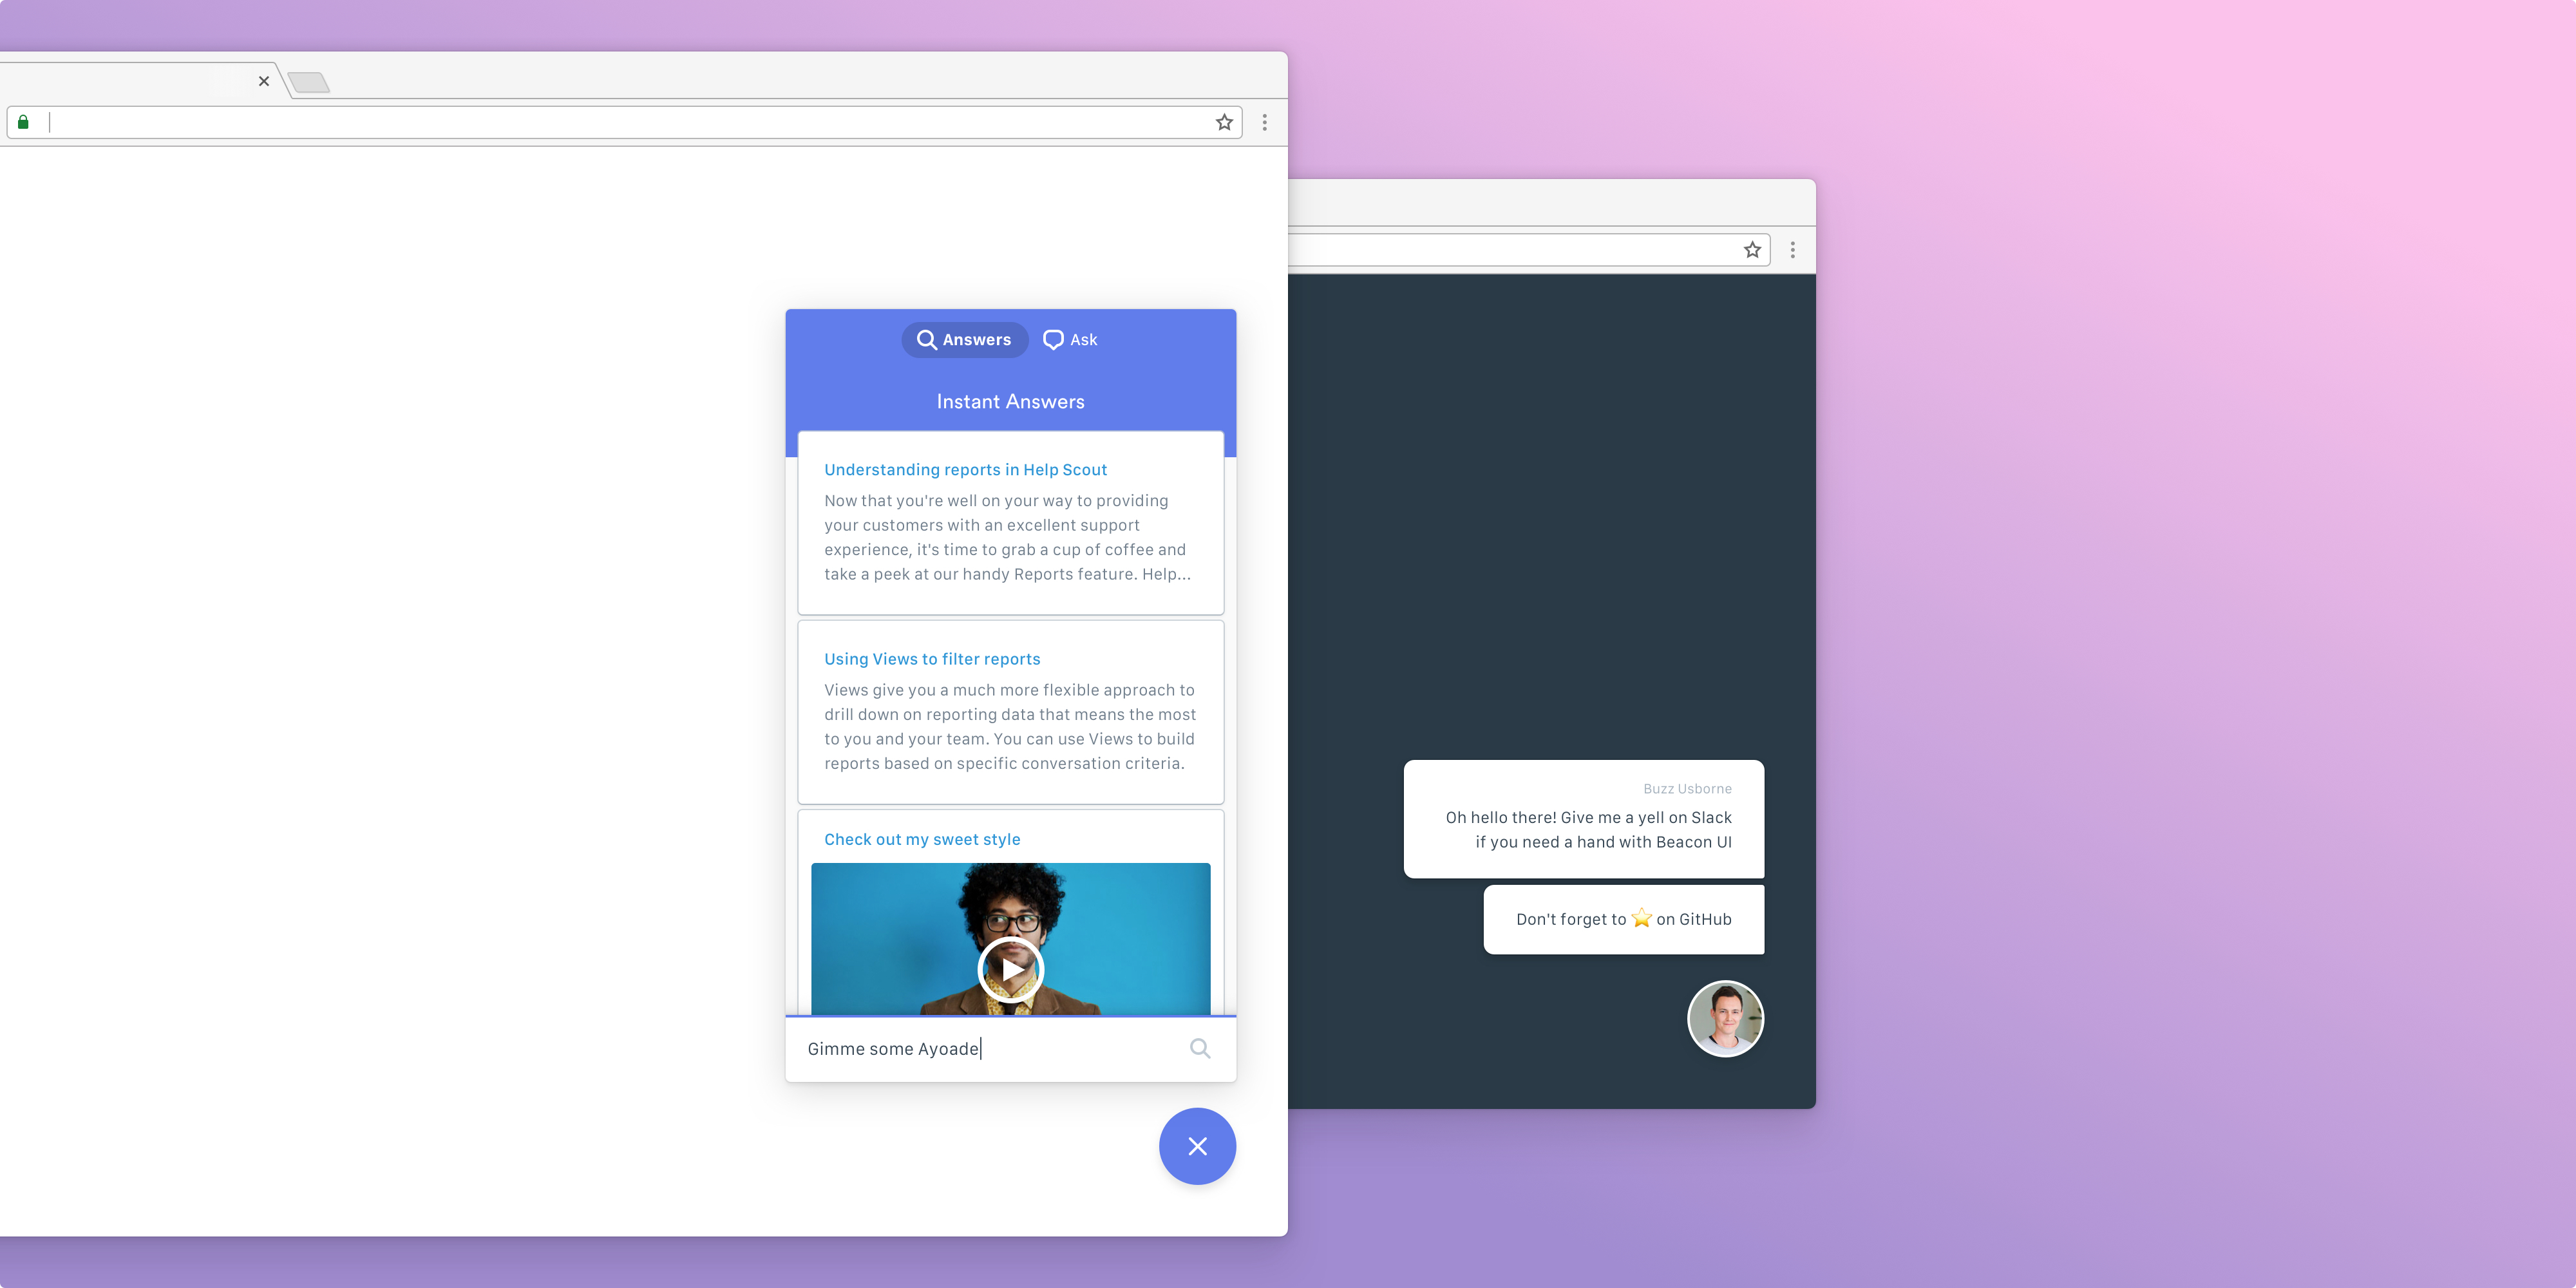 Answers
Ask
Instant Answers
Understanding reports in Help Scout
Now that you're well on your way to providing
your customers with an excellent support
experience, it's time to grab a cup of coffee and
take a peek at our handy Reports feature. Help...
Using Views to filter reports
Views give you a much more flexible approach to
drill down on reporting data that means the most
to you and your team. You can use Views to build
reports based on specific conversation criteria.
Check out my sweet style
Gimme some Ayoade
Buzz Usborne
Oh hello there! Give me a yell on Slack
if you need a hand with Beacon UI
Don't forget to ⭐ on GitHub